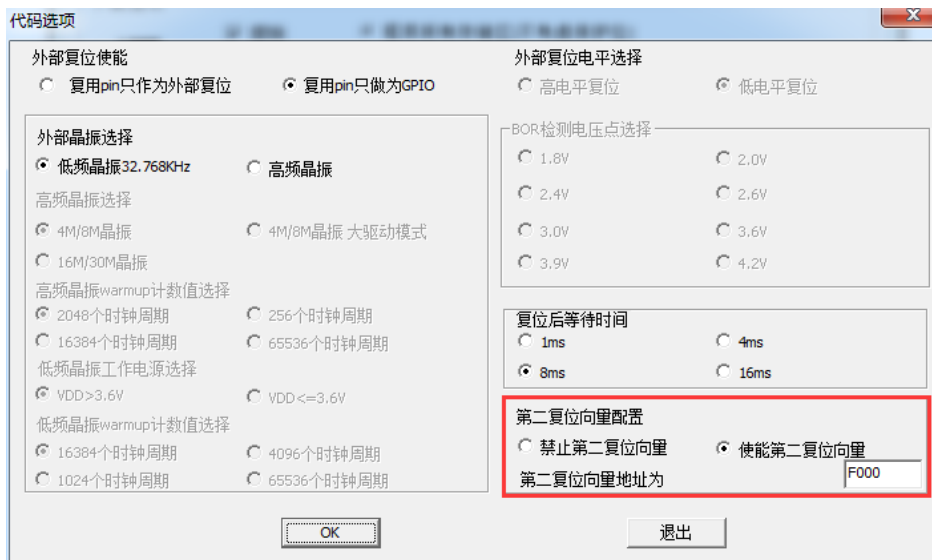 代码选项
外部复位使能
复用pin只作为外部复位
复用pin只做为GPIO
外部晶振选择
低频晶振32.768KHz
高频晶振
高频晶振选择
4M/8M晶振
4M/8M晶振 大驱动模式
16M/30M晶振
高频晶振warmup计数值选择
2048个时钟周期
256个时钟周期
16384个时钟周期
65536个时钟周期
低频晶振工作电源选择
VDD>3.6V
VDD<=3.6V
低频晶振warmup计数值选择
16384个时钟周期
4096个时钟周期
1024个时钟周期
65536个时钟周期
外部复位电平选择
高电平复位
低电平复位
BOR检测电压点选择
1.8V
2.0V
2.4V
2.6V
3.0V
3.6V
3.9V
4.2V
复位后等待时间
1ms
4ms
8ms
16ms
第二复位向量配置
禁止第二复位向量
使能第二复位向量
第二复位向量地址为
F000
OK
退出